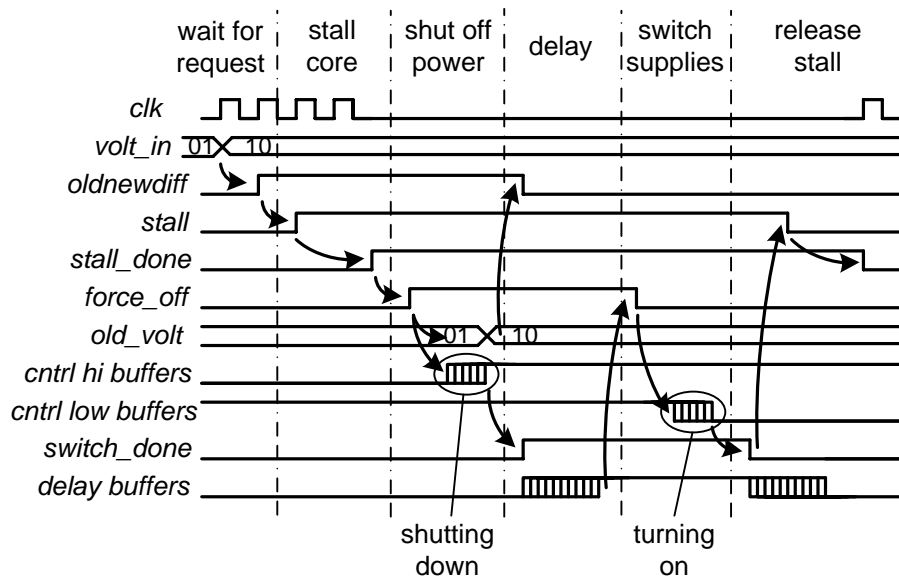 wait for stall shut off delay switch release
request core power supplies stall
clk
volt_in 01 10
oldnewdiff
stall
stall_done
force_off
old_volt 01 10
cntrl hi buffers
cntrl low buffers
switch_done
delay buffers
shutting turning
down on